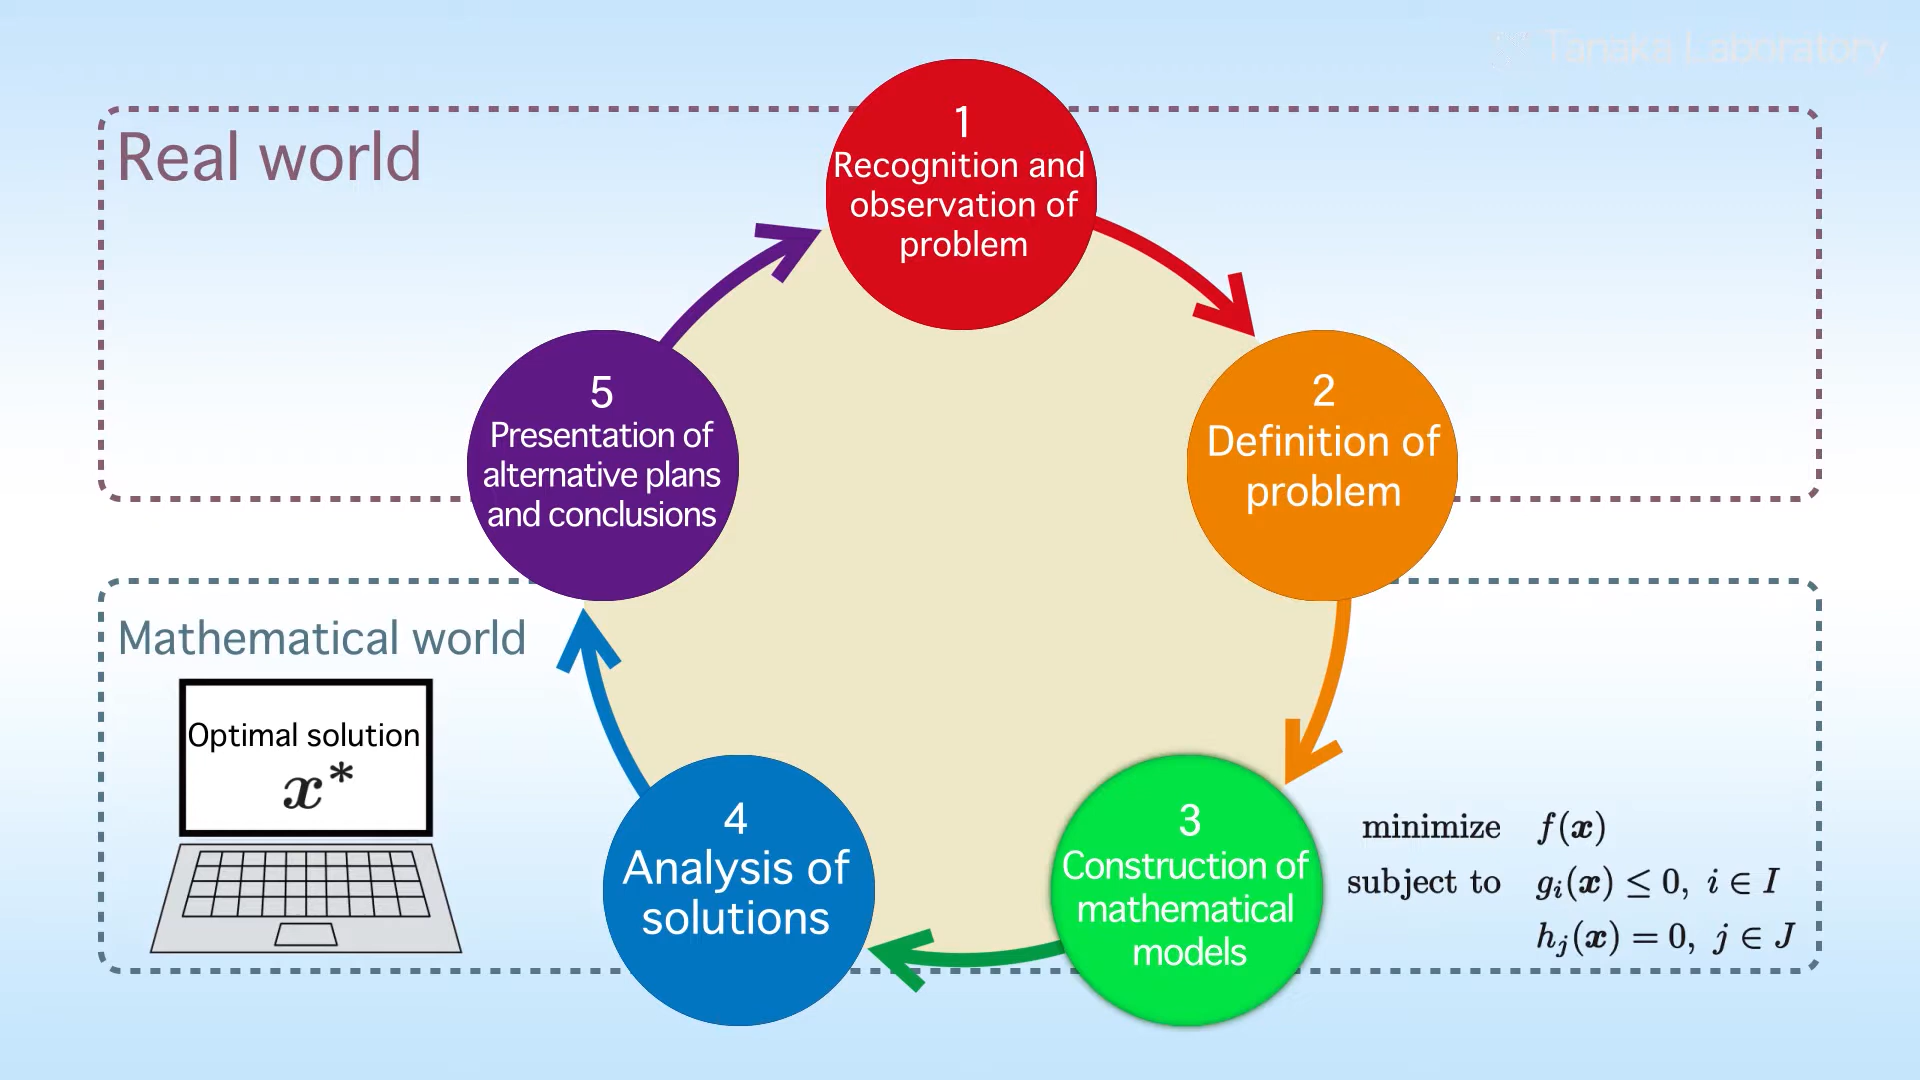 Tanaka Laboratory
Real world
1
Recognition and
observation of
problem
2
Definition of
problem
5
Presentation of
alternative plans
and conclusions
Mathematical world
Optimal solution
x*
4
Analysis of
solutions
3
Construction of
mathematical
models
minimize f(x)
subject to gᵢ(x) ≤ 0, i ∈ I
hⱼ(x) = 0, j ∈ J